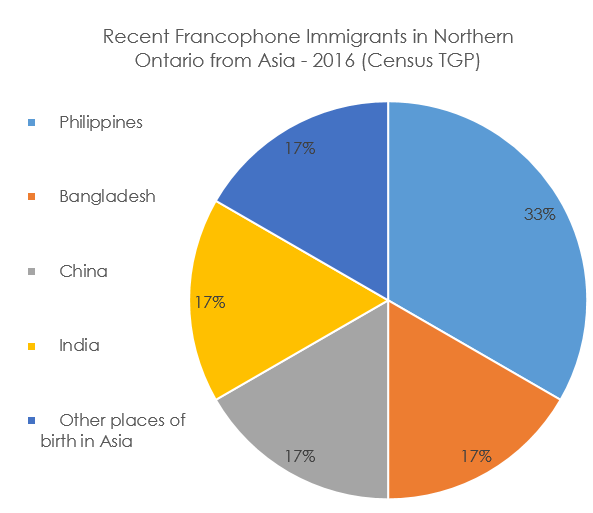 Recent Francophone Immigrants in Northern
Ontario from Asia - 2016 (Census TGP)
Philippines
Bangladesh
China
India
Other places of
birth in Asia
17%
33%
17%
17%
17%